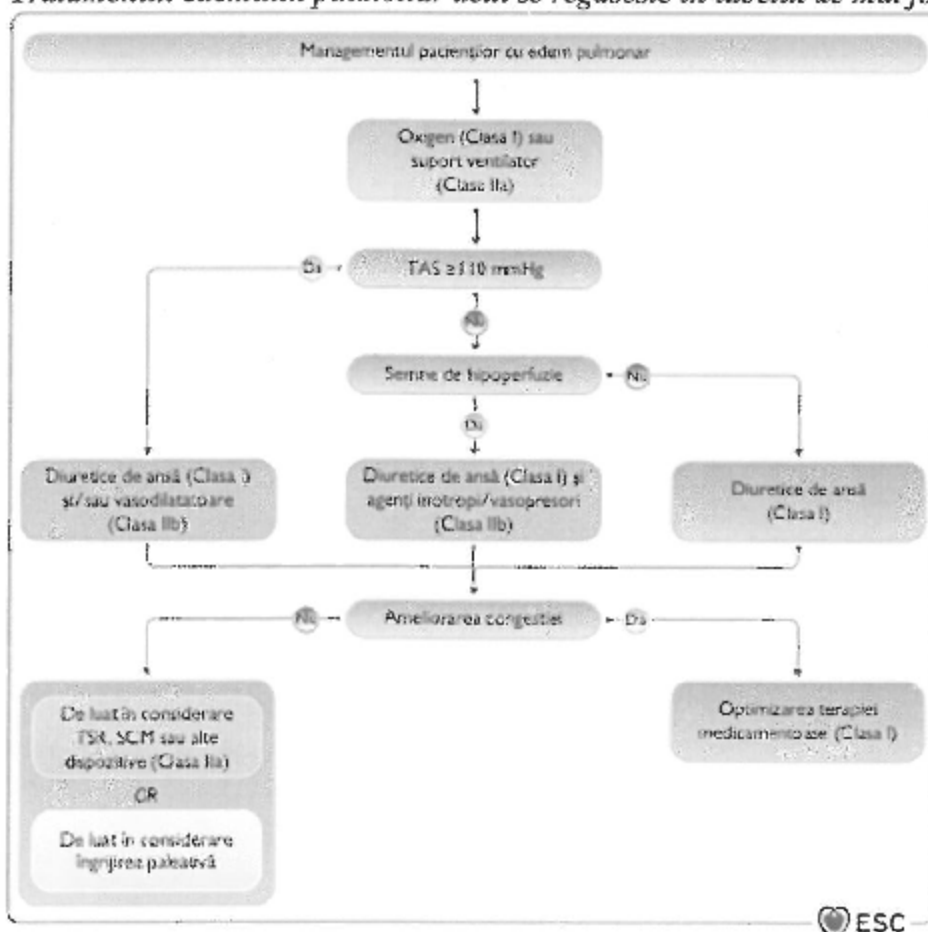 Managementul pacienților cu edem pulmonar
Oxigen (Clasa I) sau
suport ventilator
(Clasa IIa)
Da
TAS ≥110 mmHg
Nu
Semne de hipoperfuzie
Nu
Da
Diuretice de ansă (Clasa I)
și/sau vasodilatatoare
(Clasa IIb)
Diuretice de ansă (Clasa I) și
agenți inotropi/vasopresori
(Clasa IIb)
Diuretice de ansă
(Clasa I)
Nu
Ameliorarea congestiei
Da
De luat în considerare
TSR, SCM sau alte
dispozitive (Clasa IIa)
OR
De luat în considerare
îngrijirea paleativă
Optimizarea terapiei
medicamentoase (Clasa I)
ESC